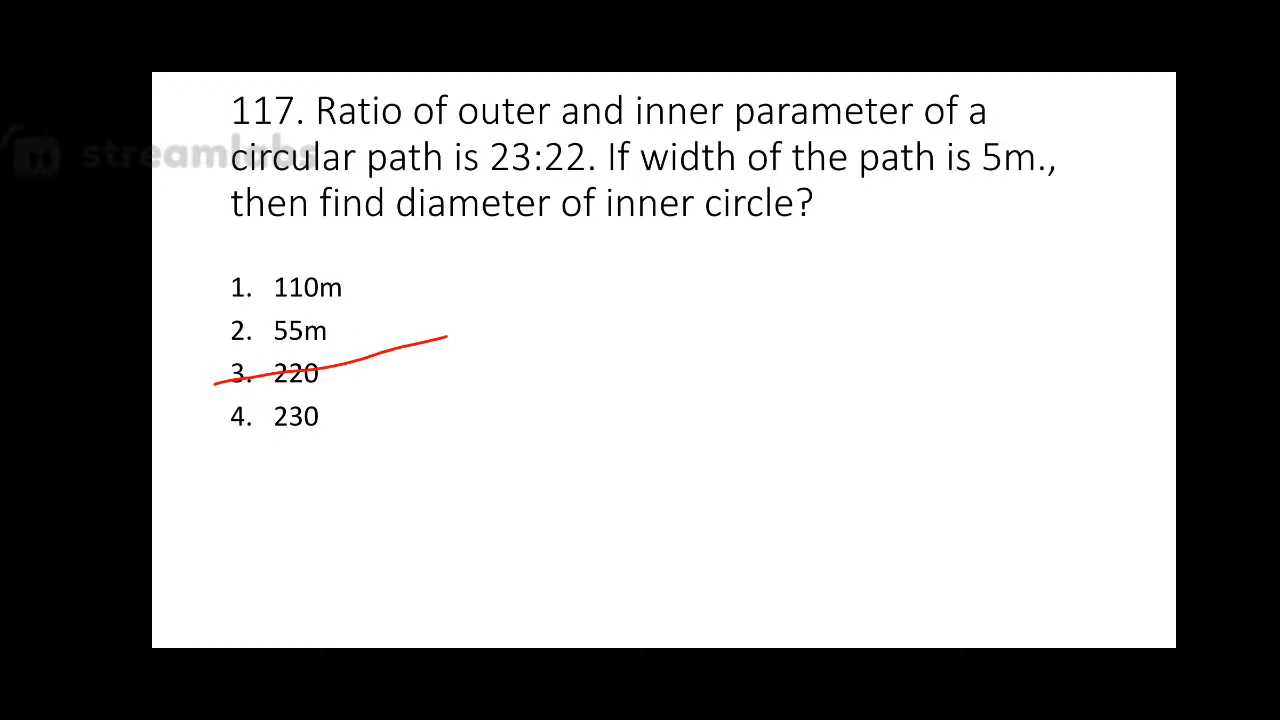 117. Ratio of outer and inner parameter of a
streamlabs
circular path is 23:22. If width of the path is 5m.,
then find diameter of inner circle?
1. 110m
2. 55m
3. 220
4. 230